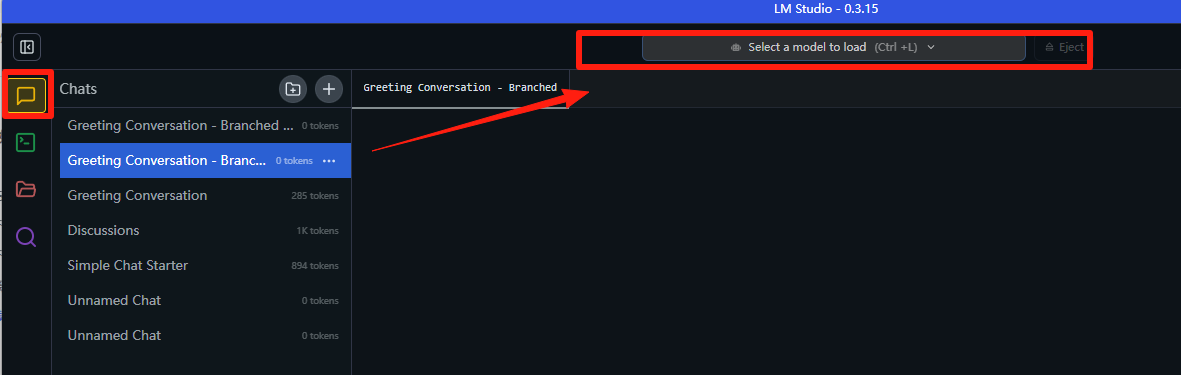 LM Studio - 0.3.15
Select a model to load (Ctrl +L)
Eject
Chats
Greeting Conversation - Branched
Greeting Conversation - Branched ... 0 tokens
Greeting Conversation - Branc... 0 tokens ...
Greeting Conversation 285 tokens
Discussions 1K tokens
Simple Chat Starter 894 tokens
Unnamed Chat 0 tokens
Unnamed Chat 0 tokens